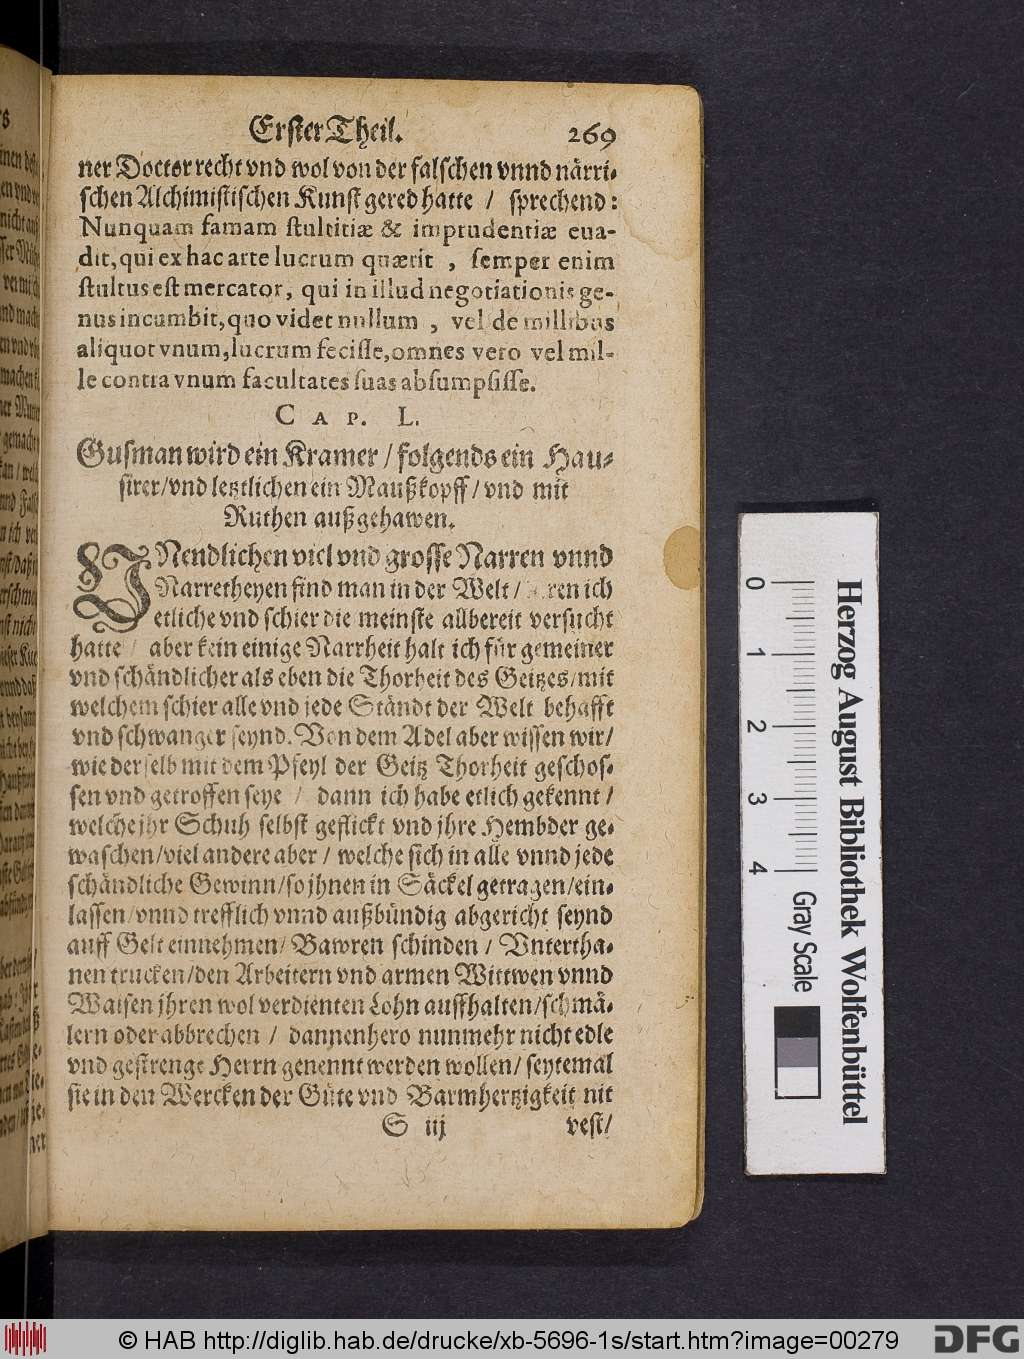 Erster Theil. 269
ner Doctor recht vnd wol von der falschen vnnd närri-
schen Alchimistischen Kunst gered hatte / sprechend:
Nunquam famam stultitiæ & imprudentiæ eua-
dit, qui ex hac arte lucrum quærit , semper enim
stultus est mercator, qui in illud negotiationis ge-
nus incumbit, quo videt nullum , vel de millibus
aliquot vnum, lucrum fecisse, omnes vero vel mil-
le contra vnum facultates suas absumpsisse.
CAP. L.
Gusman wird ein Kramer / folgends ein Hau-
sirer / vnd letztlichen ein Maußkopff / vnd mit
Ruthen außgehawen.
VNendlichen viel vnd grosse Narren vnnd
Narretheyen find man in der Welt / ich
etliche vnd schier die meinste allbereit versucht
hatte / aber kein einige Narrheit halt ich für gemeiner
vnd schändlicher als eben die Thorheit des Geitzes / mit
welchem schier alle vnd jede Ständt der Welt behafft
vnd schwanger seynd. Von dem Adel aber wissen wir /
wie derselb mit dem Pfeyl der Geitz Thorheit geschos-
sen vnd getroffen seye / dann ich habe etlich gekennt /
welche jhr Schuh selbst geflickt vnd jhre Hembder ge-
waschen / viel andere aber / welche sich in alle vnnd jede
schändliche Gewinn / so jhnen in Säckel getragen / ein-
lassen / vnnd trefflich vnnd außbündig abgericht seynd
auff Gelt einnehmen / Bawren schinden / Vntertha-
nen trucken / den Arbeitern vnd armen Wittwen vnnd
Waisen jhren wol verdienten Lohn auffhalten / schmä-
lern oder abbrechen / dannenhero nunmehr nicht edle
vnd gestrenge Herrn genennt werden wollen / seytemal
sie in den Wercken der Güte vnd Barmhertzigkeit nit
S iij vest /
0 1 2 3 4 Gray Scale
Herzog August Bibliothek Wolfenbüttel
© HAB http://diglib.hab.de/drucke/xb-5696-1s/start.htm?image=00279
DFG